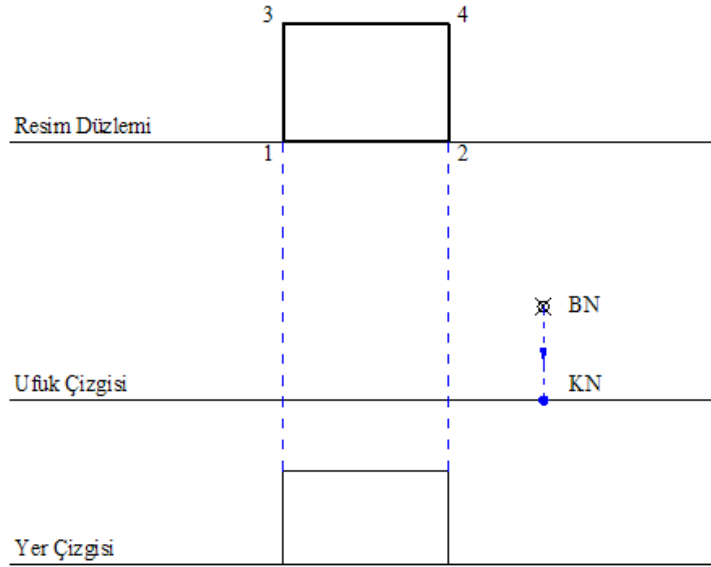 3 4
Resim Düzlemi
1 2
BN
Ufuk Çizgisi KN
Yer Çizgisi